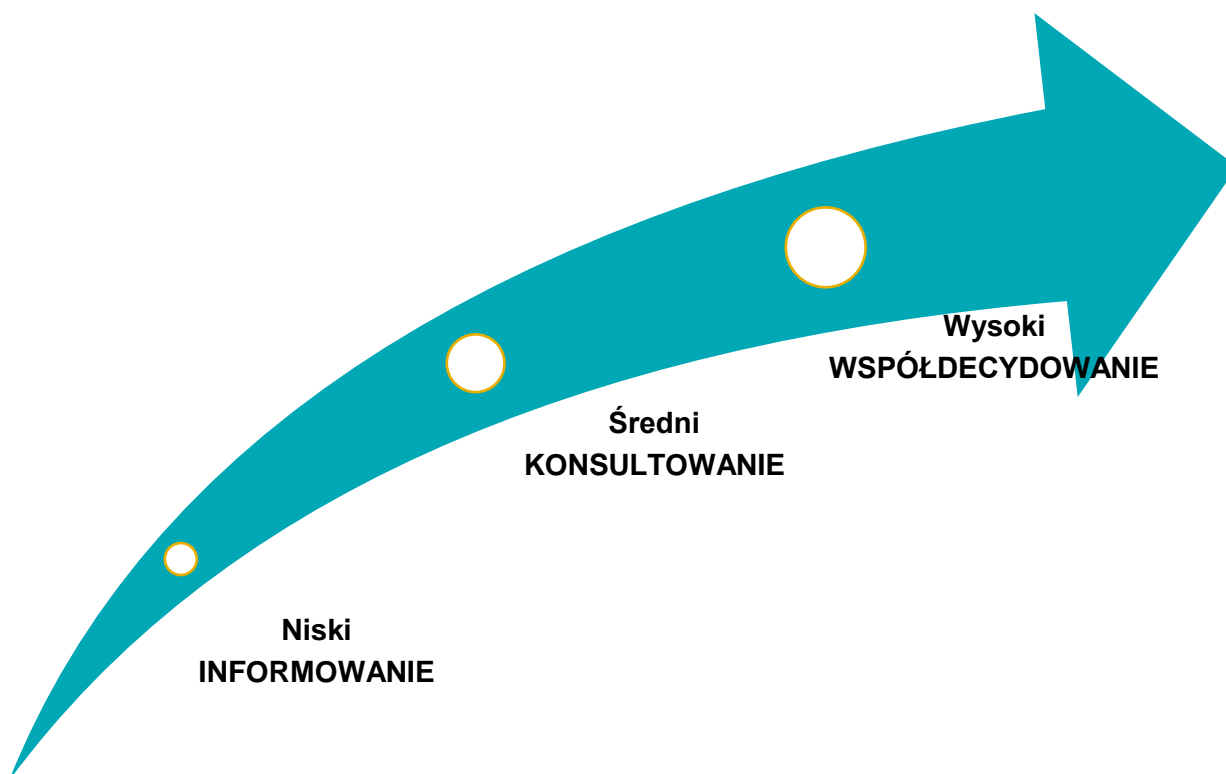 Wysoki
WSPÓŁDECYDOWANIE
Średni
KONSULTOWANIE
Niski
INFORMOWANIE